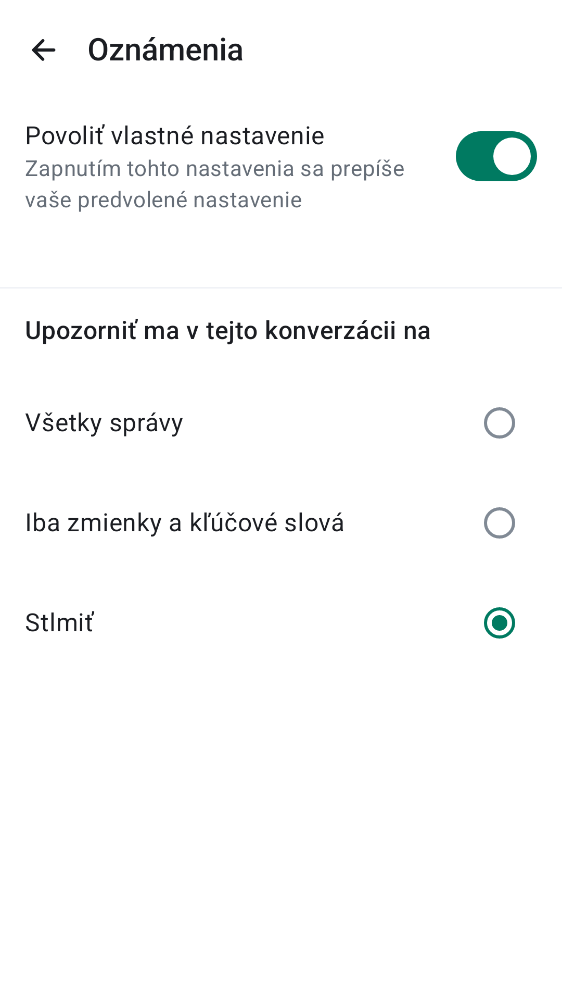 Oznámenia
Povoliť vlastné nastavenie
Zapnutím tohto nastavenia sa prepíše
vaše predvolené nastavenie
Upozorniť ma v tejto konverzácii na
Všetky správy
Iba zmienky a kľúčové slová
Stlmiť